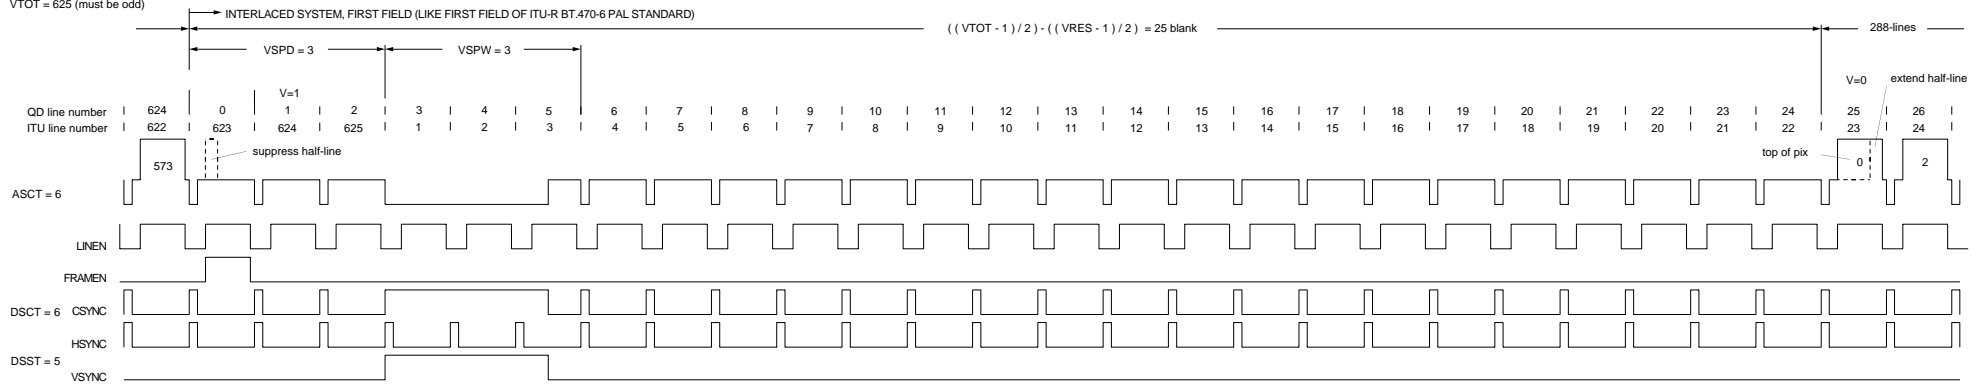 VTOT = 625 (must be odd)
INTERLACED SYSTEM, FIRST FIELD (LIKE FIRST FIELD OF ITU-R BT.470-6 PAL STANDARD)
( ( VTOT - 1 ) / 2 ) - ( ( VRES - 1 ) / 2 ) = 25 blank
288-lines
VSPD = 3
VSPW = 3
V=1
V=0
extend half-line
QD line number 624 0 1 2 3 4 5 6 7 8 9 10 11 12 13 14 15 16 17 18 19 20 21 22 23 24 25 26
ITU line number 622 623 624 625 1 2 3 4 5 6 7 8 9 10 11 12 13 14 15 16 17 18 19 20 21 22 23 24
suppress half-line
top of pix
573
0
2
ASCT = 6
LINEN
FRAMEN
DSCT = 6 CSYNC
HSYNC
DSST = 5
VSYNC